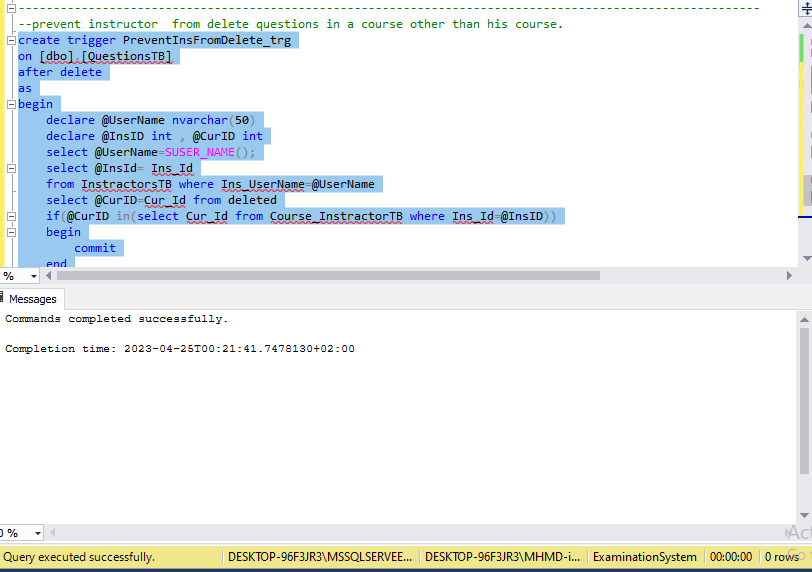 --prevent instructor  from delete questions in a course other than his course.
create trigger PreventInsFromDelete_trg
on [dbo].[QuestionsTB]
after delete
as
begin
declare @UserName nvarchar(50)
declare @InsID int , @CurID int
select @UserName=SUSER_NAME();
select @InsId= Ins_Id
from InstractorsTB where Ins_UserName=@UserName
select @CurID=Cur_Id from deleted
if(@CurID in(select Cur_Id from Course_InstractorTB where Ins_Id=@InsID))
begin
commit
end
%
Messages
Commands completed successfully.
Completion time: 2023-04-25T00:21:41.7478130+02:00
0 %
Query executed successfully. DESKTOP-96F3JR3\MSSQLSERVEE... DESKTOP-96F3JR3\MHMD-i... ExaminationSystem 00:00:00 0 rows